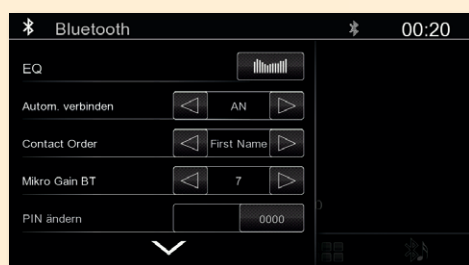 Bluetooth 00:20
EQ
Autom. verbinden AN
Contact Order First Name
Mikro Gain BT 7
PIN ändern 0000